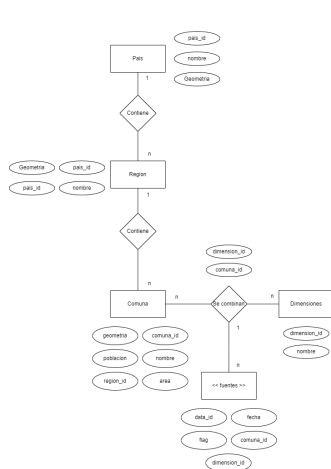 pais_id
Pais
nombre
Geometria
1
Contiene
n
Geometria pais_id
Region
pais_id nombre
1
Contiene
dimension_id
comuna_id
n
Comuna
n
Se combinan
n
Dimensiones
1
geometria comuna_id
dimension_id
poblacion nombre
nombre
n
region_id area
<< fuentes >>
data_id fecha
flag comuna_id
dimension_id